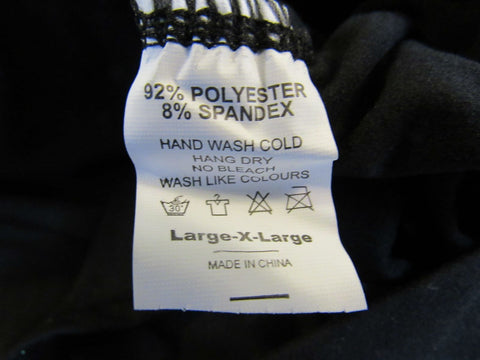 92% POLYESTER
8% SPANDEX
HAND WASH COLD
HANG DRY
NO BLEACH
WASH LIKE COLOURS
30
Large-X-Large
MADE IN CHINA